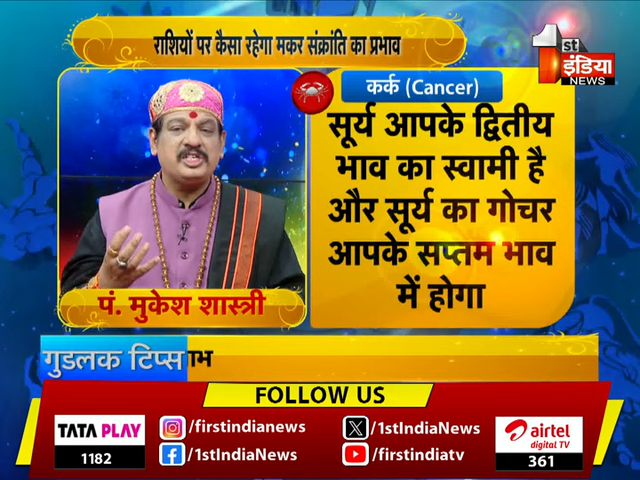 राशियों पर कैसा रहेगा मकर संक्रांति का प्रभाव
1st
इंडिया
NEWS
कर्क (Cancer)
सूर्य आपके द्वितीय
भाव का स्वामी है
और सूर्य का गोचर
आपके सप्तम भाव
में होगा
पं. मुकेश शास्त्री
गुडलक टिप्स
FOLLOW US
TATA PLAY
1182
/firstindianews
/1stIndiaNews
/1stIndiaNews
/firstindiatv
airtel
digital TV
361